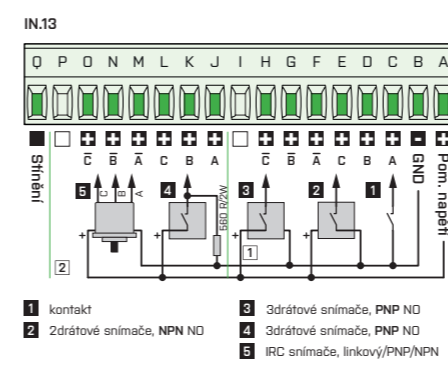 IN.13
Q P O N M L K J I H G F E D C B A
C B A C B A C B A C B A
Stínění GND Pom. napětí
5 C B A 4 560 R/2W 3 2 1
+ + + +
2 1
1 kontakt
2 2drátové snímače, NPN NO
3 3drátové snímače, PNP NO
4 3drátové snímače, PNP NO
5 IRC snímače, linkový/PNP/NPN